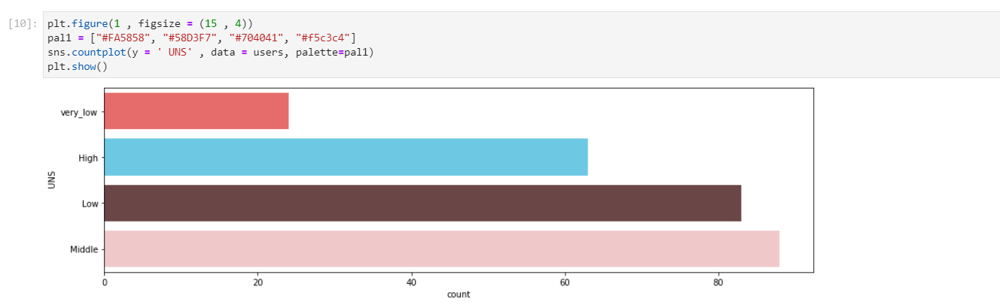 [10]: plt.figure(1 , figsize = (15 , 4))
pal1 = ["#FA5858", "#58D3F7", "#704041", "#f5c3c4"]
sns.countplot(y = ' UNS' , data = users, palette=pal1)
plt.show()
very_low
High
UNS
Low
Middle
0 20 40 60 80
count